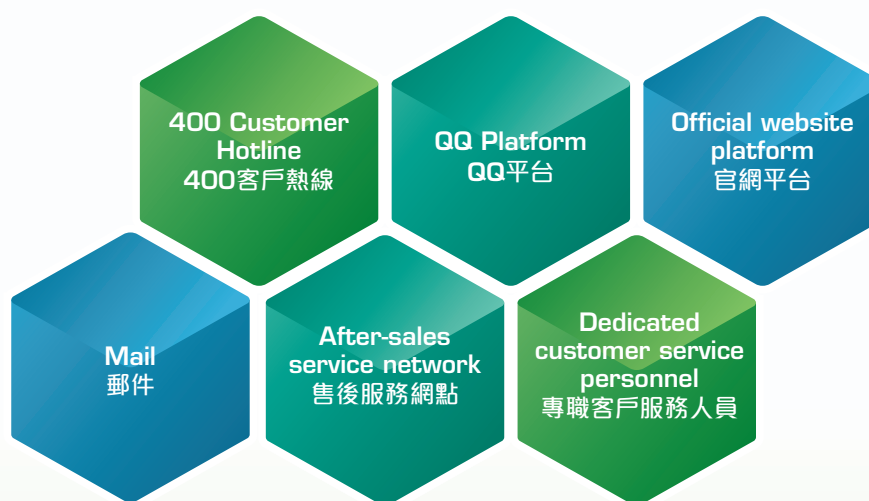 400 Customer
Hotline
400客戶熱線
QQ Platform
QQ平台
Official website
platform
官網平台
Mail
郵件
After-sales
service network
售後服務網點
Dedicated
customer service
personnel
專職客戶服務人員